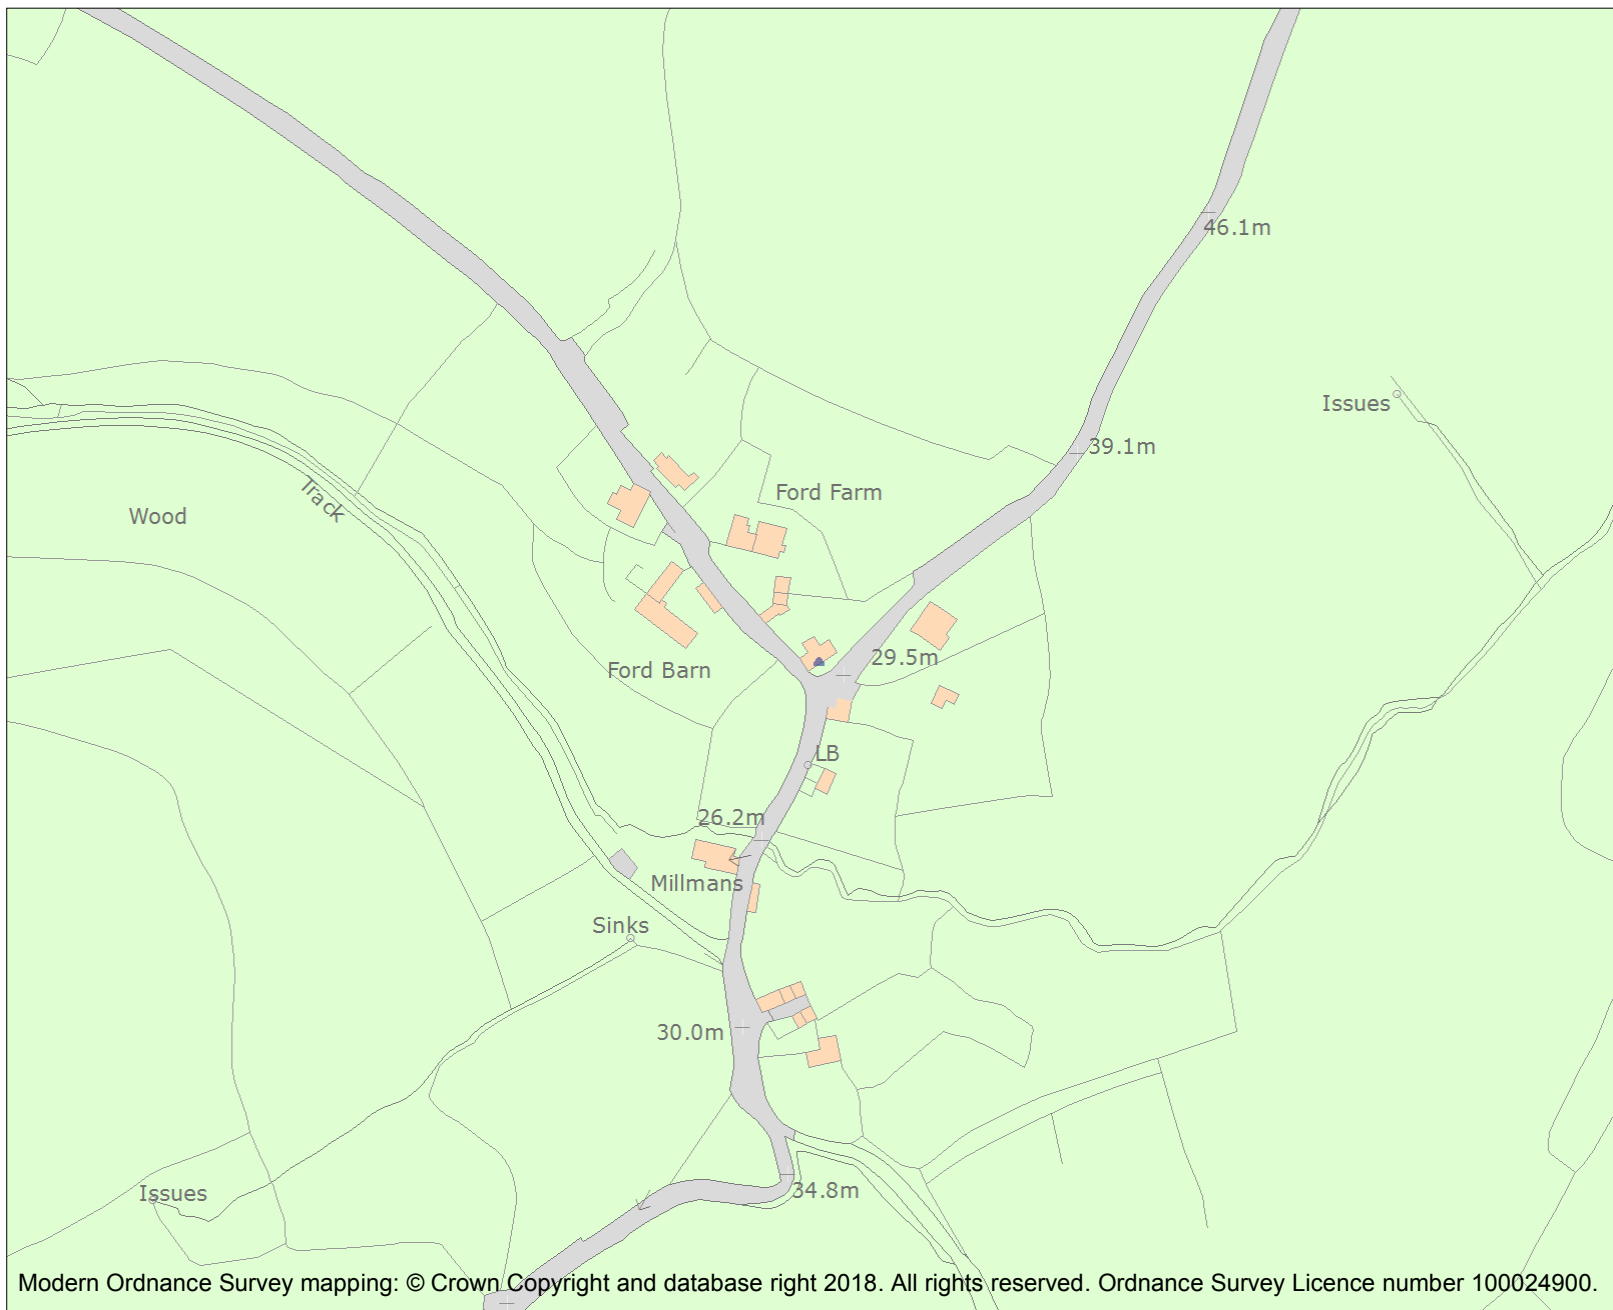 46.1m
Issues
39.1m
Ford Farm
Track
Wood
29.5m
Ford Barn
LB
26.2m
Millmans
Sinks
30.0m
34.8m
Issues
Modern Ordnance Survey mapping: © Crown Copyright and database right 2018. All rights reserved. Ordnance Survey Licence number 100024900.